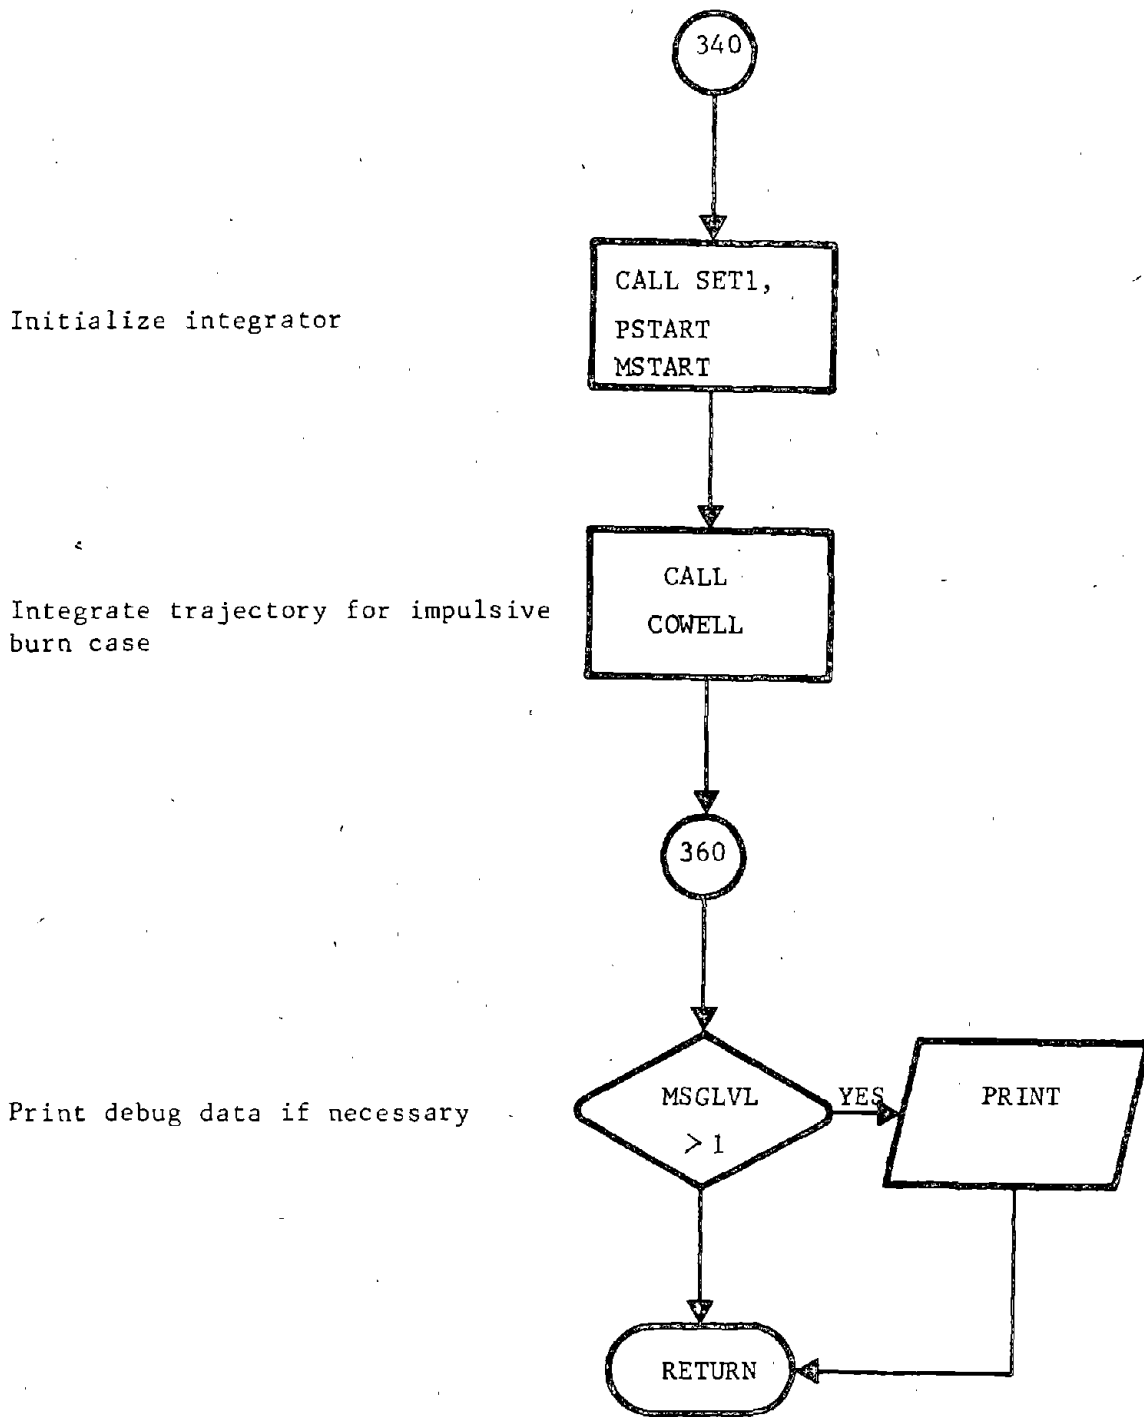 340
Initialize integrator
CALL SET1,
PSTART
MSTART
Integrate trajectory for impulsive
burn case
CALL
COWELL
360
Print debug data if necessary
MSGLVL
> 1
YES
PRINT
RETURN